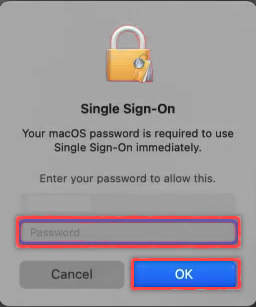 Single Sign-On
Your macOS password is required to use
Single Sign-On immediately.
Enter your password to allow this.
Password
Cancel
OK